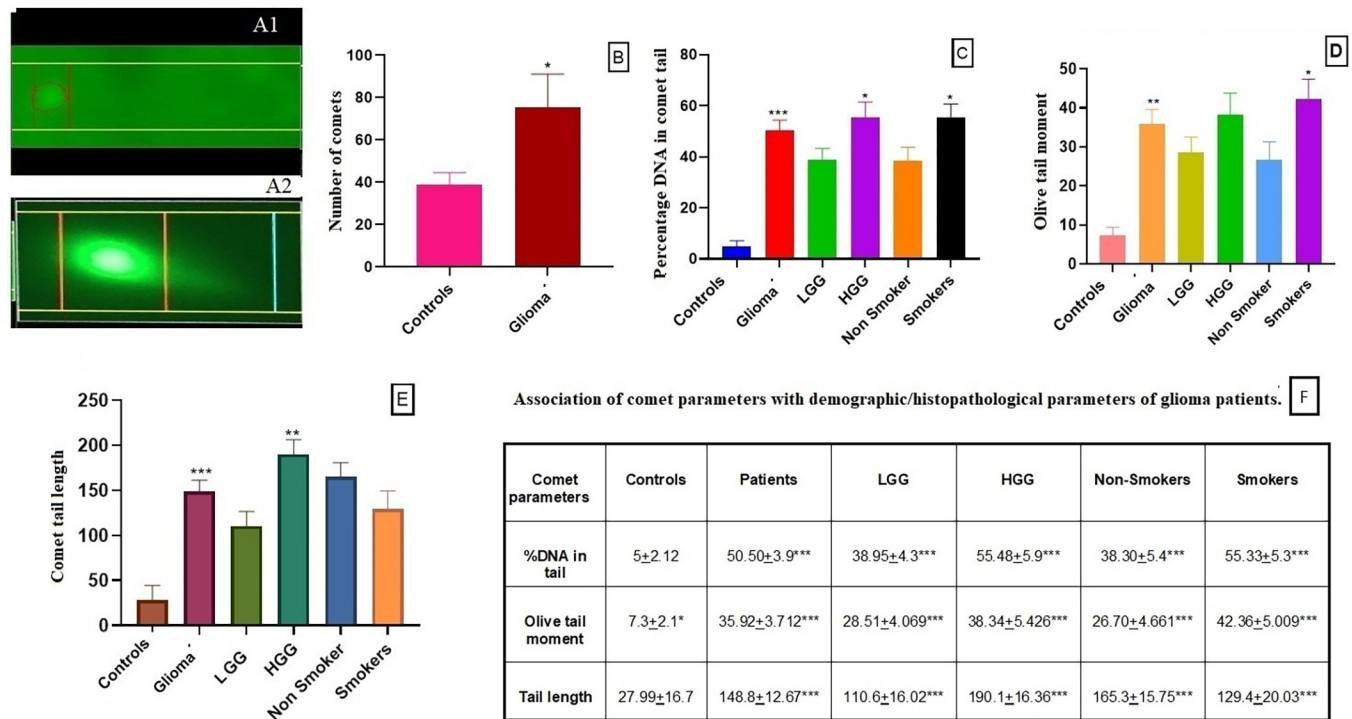 A1
A2
B
Number of comets
100
80
60
40
20
0
*
Controls
Glioma
C
Percentage DNA in comet tail
80
60
40
20
0
***
*
*
Controls
Glioma
LGG
HGG
Non Smoker
Smokers
D
Olive tail moment
50
40
30
20
10
0
**
*
Controls
Glioma
LGG
HGG
Non Smoker
Smokers
E
Comet tail length
250
200
150
100
50
0
***
**
Controls
Glioma
LGG
HGG
Non Smoker
Smokers
Association of comet parameters with demographic/histopathological parameters of glioma patients.
F
Comet parameters Controls Patients LGG HGG Non-Smokers Smokers
%DNA in tail 5±2.12 50.50±3.9*** 38.95±4.3*** 55.48±5.9*** 38.30±5.4*** 55.33±5.3***
Olive tail moment 7.3±2.1* 35.92±3.712*** 28.51±4.069*** 38.34±5.426*** 26.70±4.661*** 42.36±5.009***
Tail length 27.99±16.7 148.8±12.67*** 110.6±16.02*** 190.1±16.36*** 165.3±15.75*** 129.4±20.03***